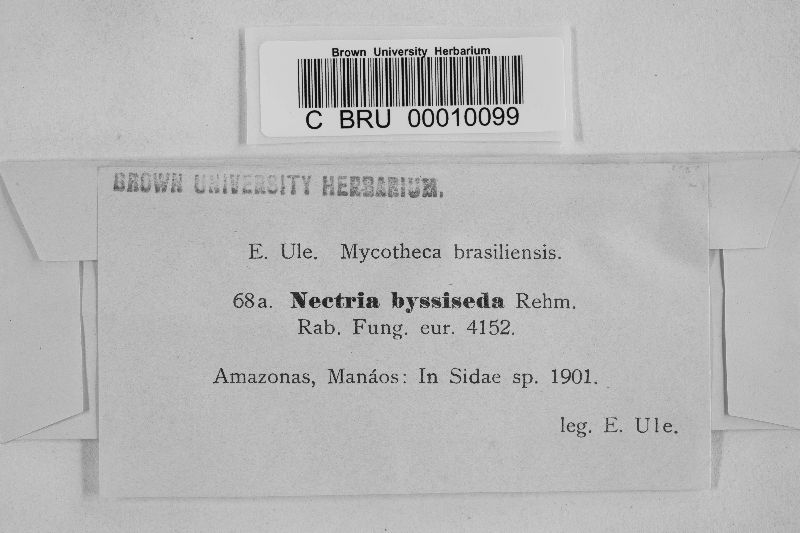 Brown University Herbarium
C BRU 00010099
BROWN UNIVERSITY HERBARIUM.
E. Ule. Mycotheca brasiliensis.
68a. Nectria byssiseda Rehm.
Rab. Fung. eur. 4152.
Amazonas, Manáos: In Sidae sp. 1901.
leg. E. Ule.